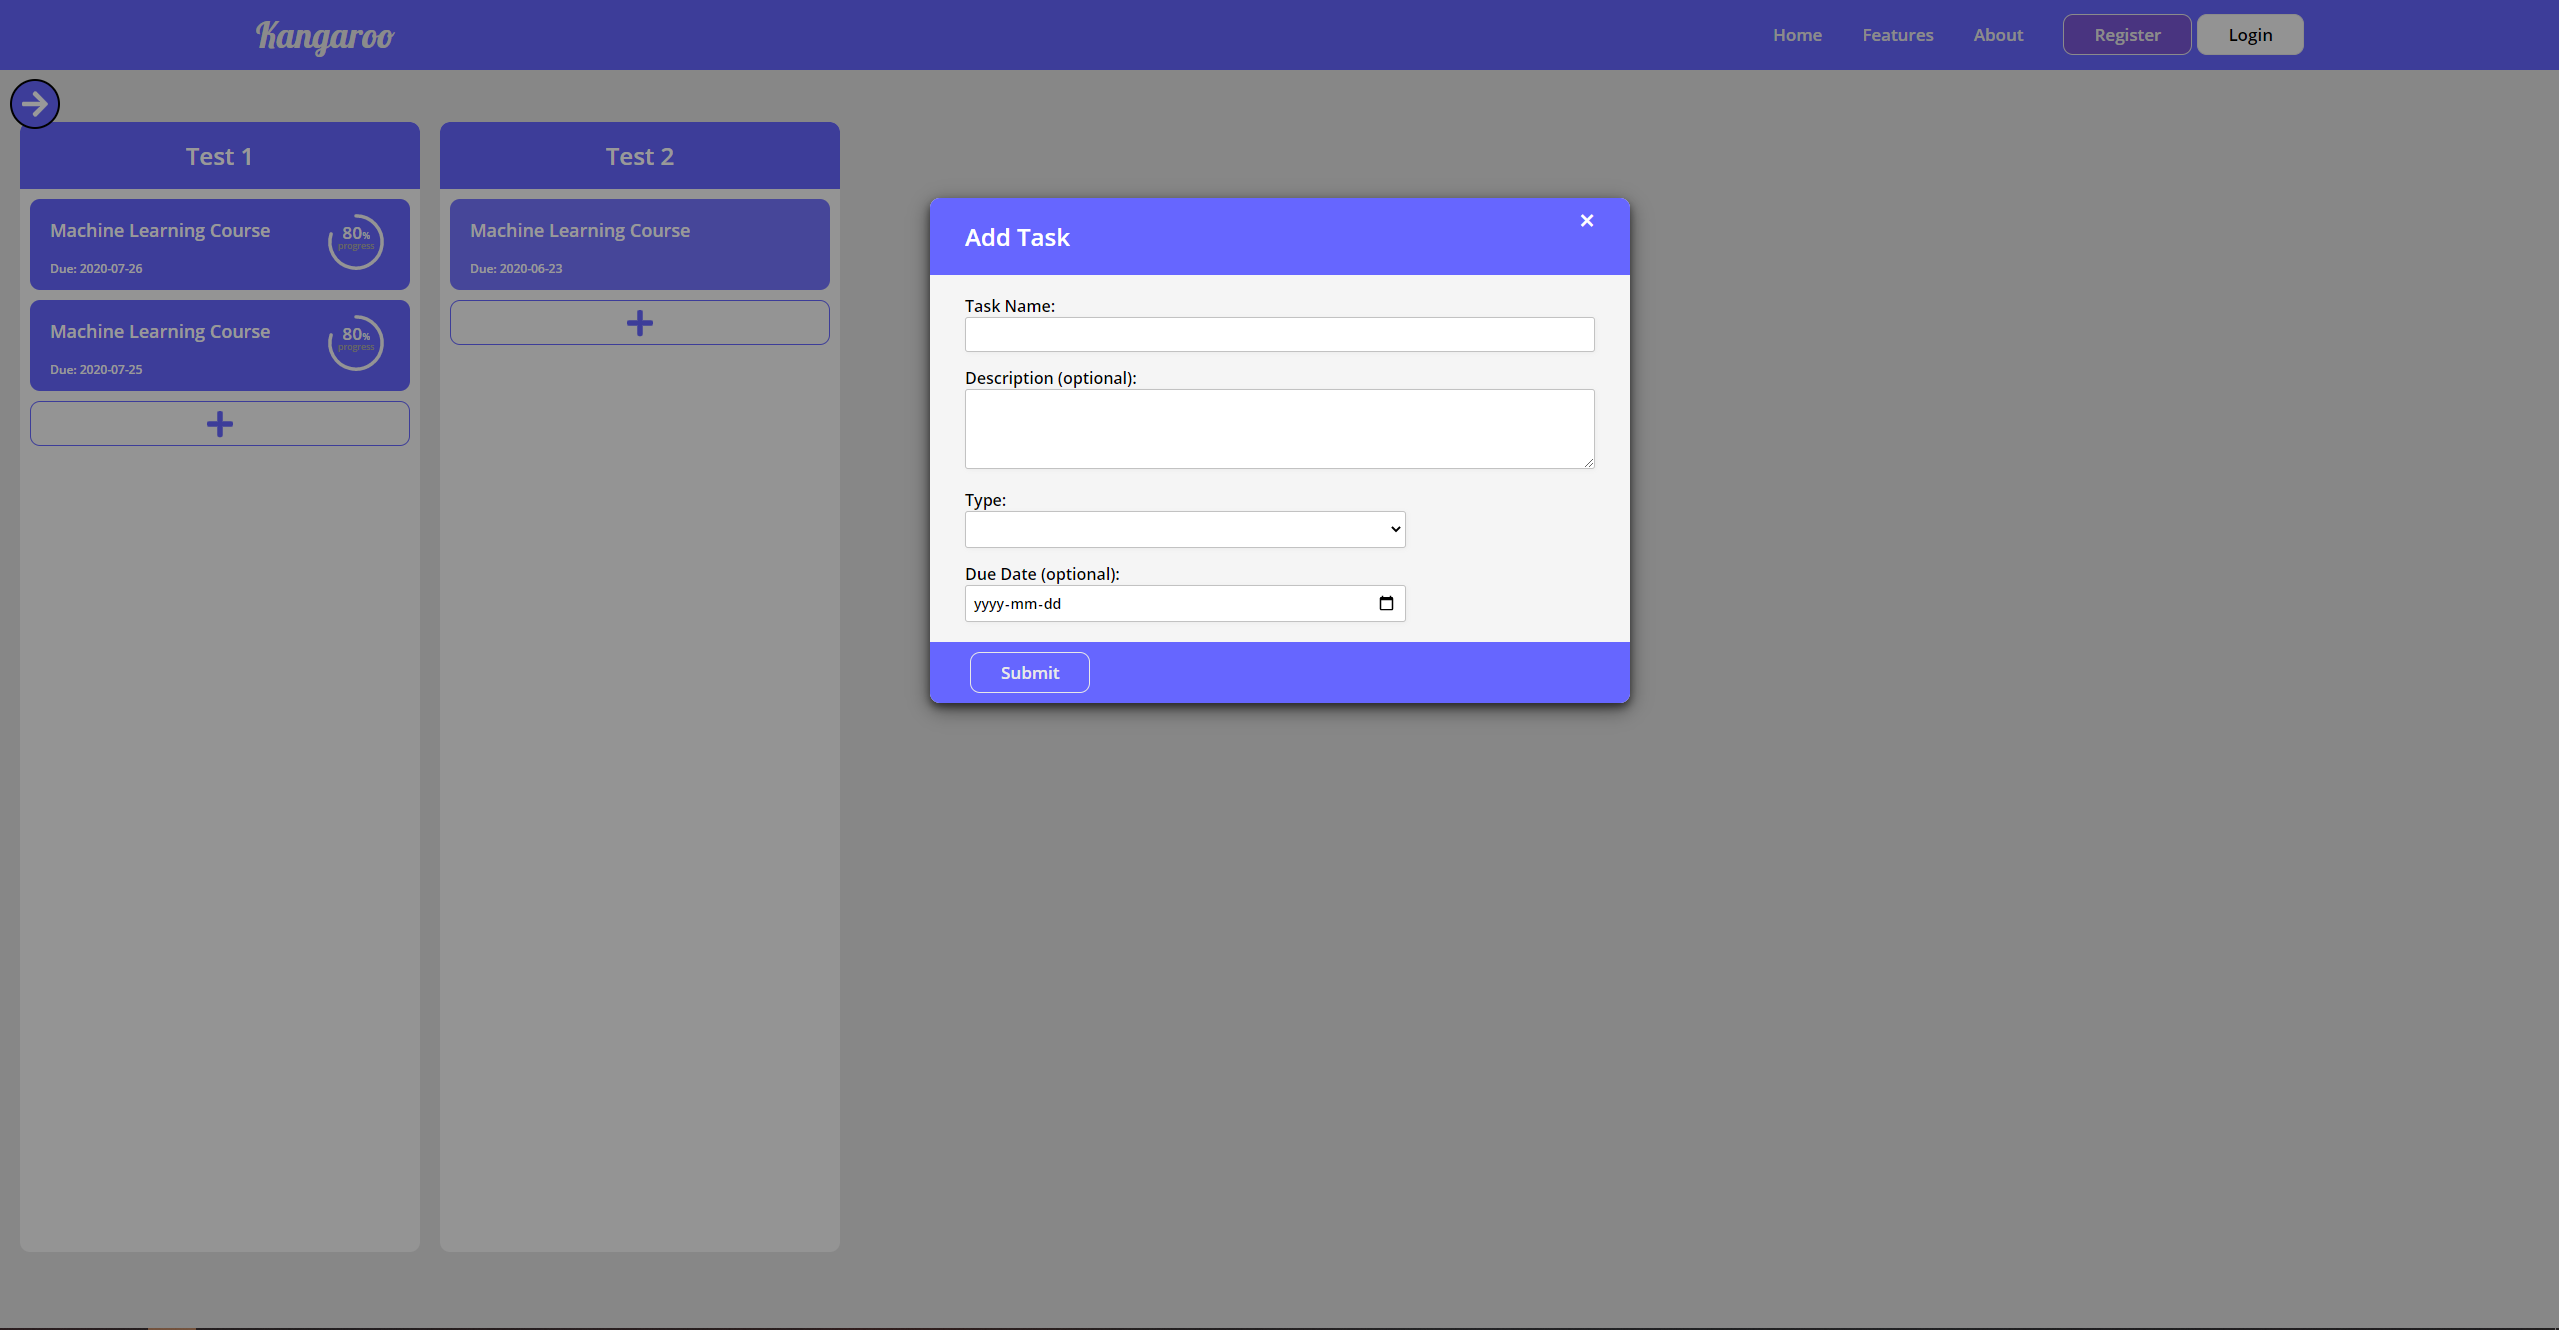 Kangaroo
Home Features About Register Login
Test 1
Machine Learning Course
80%
progress
Due: 2020-07-26
Machine Learning Course
80%
progress
Due: 2020-07-25
Test 2
Machine Learning Course
Due: 2020-06-23
Add Task
Task Name:
Description (optional):
Type:
Due Date (optional):
yyyy-mm-dd
Submit